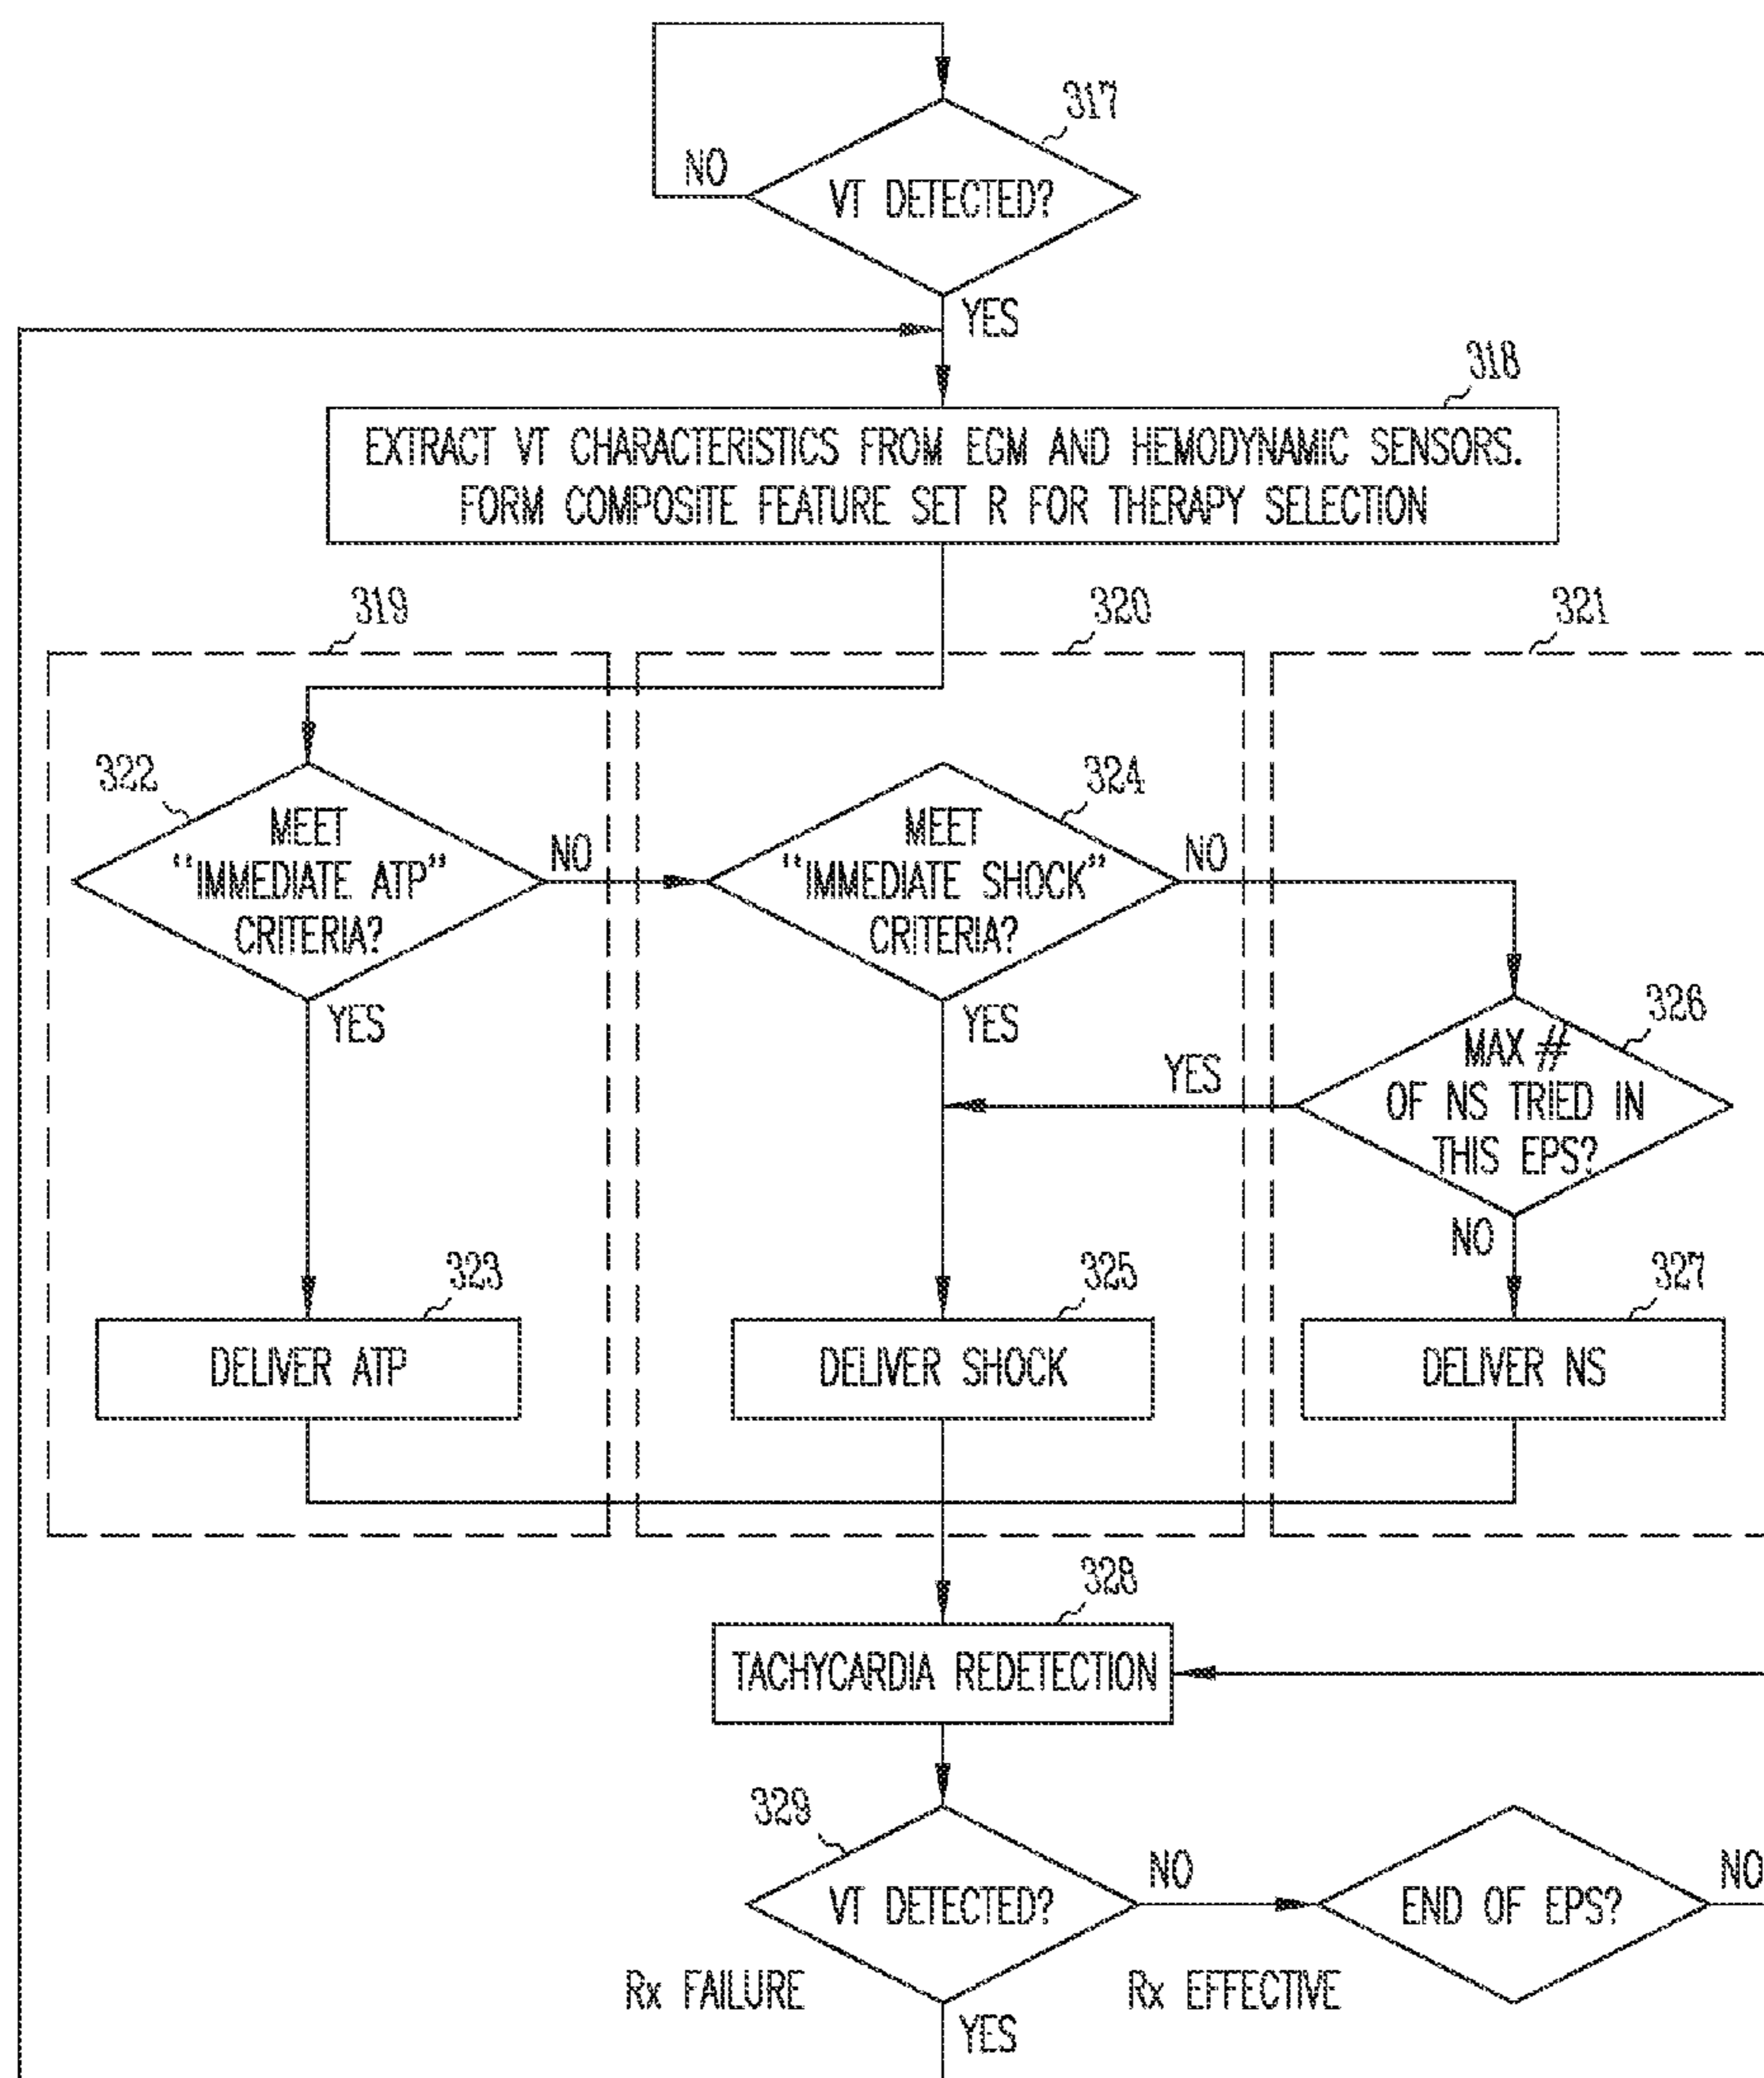 317
NO
VT DETECTED?
YES
318
EXTRACT VT CHARACTERISTICS FROM EGM AND HEMODYNAMIC SENSORS.
FORM COMPOSITE FEATURE SET R FOR THERAPY SELECTION
319
320
321
322
MEET
"IMMEDIATE ATP"
CRITERIA?
NO
YES
324
MEET
"IMMEDIATE SHOCK"
CRITERIA?
NO
YES
326
MAX #
OF NS TRIED IN
THIS EPS?
YES
NO
323
DELIVER ATP
325
DELIVER SHOCK
327
DELIVER NS
328
TACHYCARDIA REDETECTION
329
VT DETECTED?
NO
END OF EPS?
NO
Rx FAILURE
Rx EFFECTIVE
YES